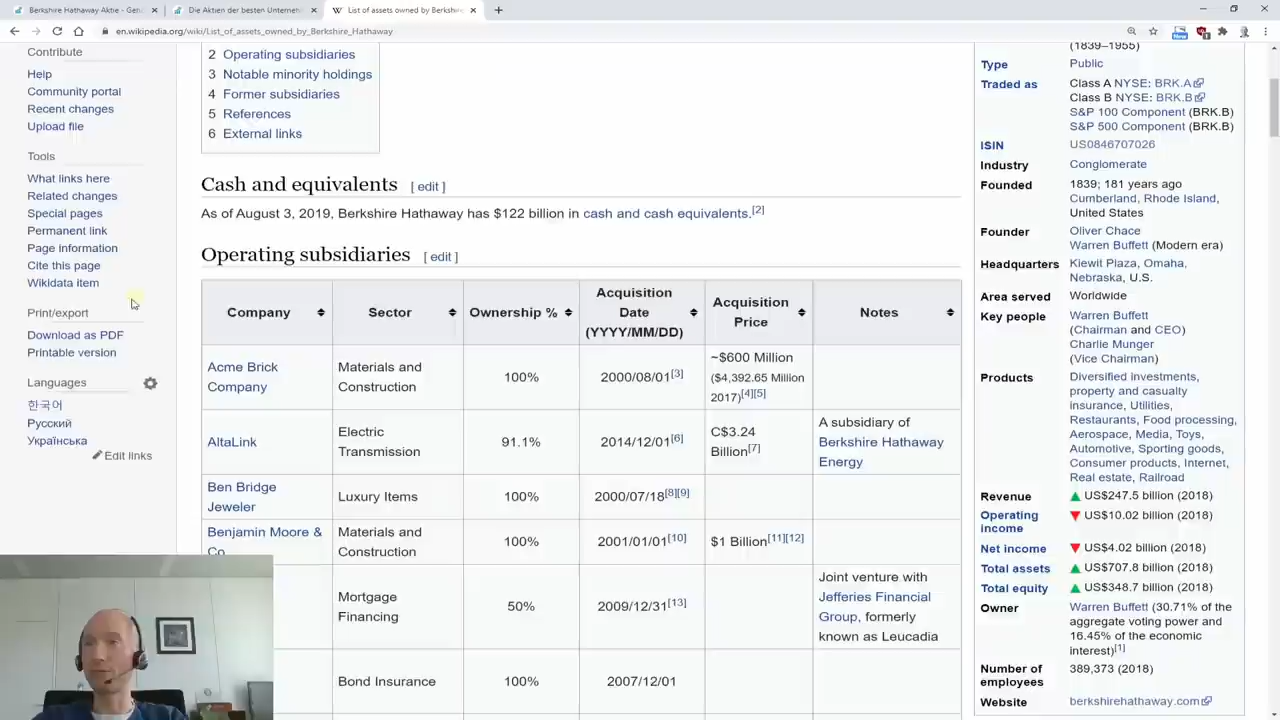 Berkshire Hathaway Aktie - Gen
Die Aktien der besten Unterneh
List of assets owned by Berkshire
en.wikipedia.org/wiki/List_of_assets_owned_by_Berkshire_Hathaway
New
Contribute
Help
Community portal
Recent changes
Upload file
Tools
What links here
Related changes
Special pages
Permanent link
Page information
Cite this page
Wikidata item
Print/export
Download as PDF
Printable version
Languages
한국어
Русский
Українська
Edit links
2 Operating subsidiaries
3 Notable minority holdings
4 Former subsidiaries
5 References
6 External links
Cash and equivalents [ edit ]
As of August 3, 2019, Berkshire Hathaway has $122 billion in cash and cash equivalents.[2]
Operating subsidiaries [ edit ]
Company
Sector
Ownership %
Acquisition
Date
(YYYY/MM/DD)
Acquisition
Price
Notes
Acme Brick
Company
Materials and
Construction
100%
2000/08/01[3]
~$600 Million
($4,392.65 Million
2017)[4][5]
AltaLink
Electric
Transmission
91.1%
2014/12/01[6]
C$3.24
Billion[7]
A subsidiary of
Berkshire Hathaway
Energy
Ben Bridge
Jeweler
Luxury Items
100%
2000/07/18[8][9]
Benjamin Moore &
Co
Materials and
Construction
100%
2001/01/01[10]
$1 Billion[11][12]
Mortgage
Financing
50%
2009/12/31[13]
Joint venture with
Jefferies Financial
Group, formerly
known as Leucadia
Bond Insurance
100%
2007/12/01
(1839–1955)
Type
Public
Traded as
Class A NYSE: BRK.A
Class B NYSE: BRK.B
S&P 100 Component (BRK.B)
S&P 500 Component (BRK.B)
ISIN
US0846707026
Industry
Conglomerate
Founded
1839; 181 years ago
Cumberland, Rhode Island,
United States
Founder
Oliver Chace
Warren Buffett (Modern era)
Headquarters
Kiewit Plaza, Omaha,
Nebraska, U.S.
Area served
Worldwide
Key people
Warren Buffett
(Chairman and CEO)
Charlie Munger
(Vice Chairman)
Products
Diversified investments,
property and casualty
insurance, Utilities,
Restaurants, Food processing,
Aerospace, Media, Toys,
Automotive, Sporting goods,
Consumer products, Internet,
Real estate, Railroad
Revenue
US$247.5 billion (2018)
Operating
income
US$10.02 billion (2018)
Net income
US$4.02 billion (2018)
Total assets
US$707.8 billion (2018)
Total equity
US$348.7 billion (2018)
Owner
Warren Buffett (30.71% of the
aggregate voting power and
16.45% of the economic
interest)[1]
Number of
employees
389,373 (2018)
Website
berkshirehathaway.com